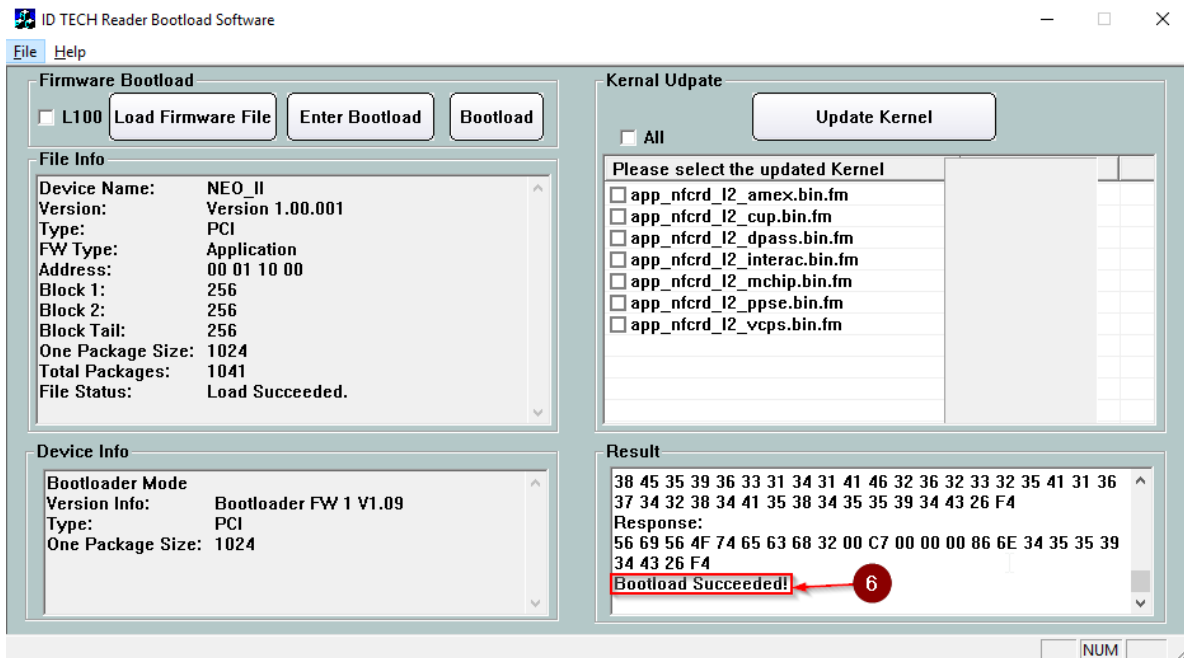 ID TECH Reader Bootload Software
File Help
Firmware Bootload
L100 Load Firmware File Enter Bootload Bootload
File Info
Device Name: NEO_II
Version: Version 1.00.001
Type: PCI
FW Type: Application
Address: 00 01 10 00
Block 1: 256
Block 2: 256
Block Tail: 256
One Package Size: 1024
Total Packages: 1041
File Status: Load Succeeded.
Device Info
Bootloader Mode
Version Info: Bootloader FW 1 V1.09
Type: PCI
One Package Size: 1024
Kernal Udpate
Update Kernel
All
Please select the updated Kernel
app_nfcrd_l2_amex.bin.fm
app_nfcrd_l2_cup.bin.fm
app_nfcrd_l2_dpass.bin.fm
app_nfcrd_l2_interac.bin.fm
app_nfcrd_l2_mchip.bin.fm
app_nfcrd_l2_ppse.bin.fm
app_nfcrd_l2_vcps.bin.fm
Result
38 45 35 39 36 33 31 34 31 41 46 32 36 32 33 32 35 41 31 36
37 34 32 38 34 41 35 38 34 35 35 39 34 43 26 F4
Response:
56 69 56 4F 74 65 63 68 32 00 C7 00 00 00 86 6E 34 35 35 39
34 43 26 F4
Bootload Succeeded!
6
NUM